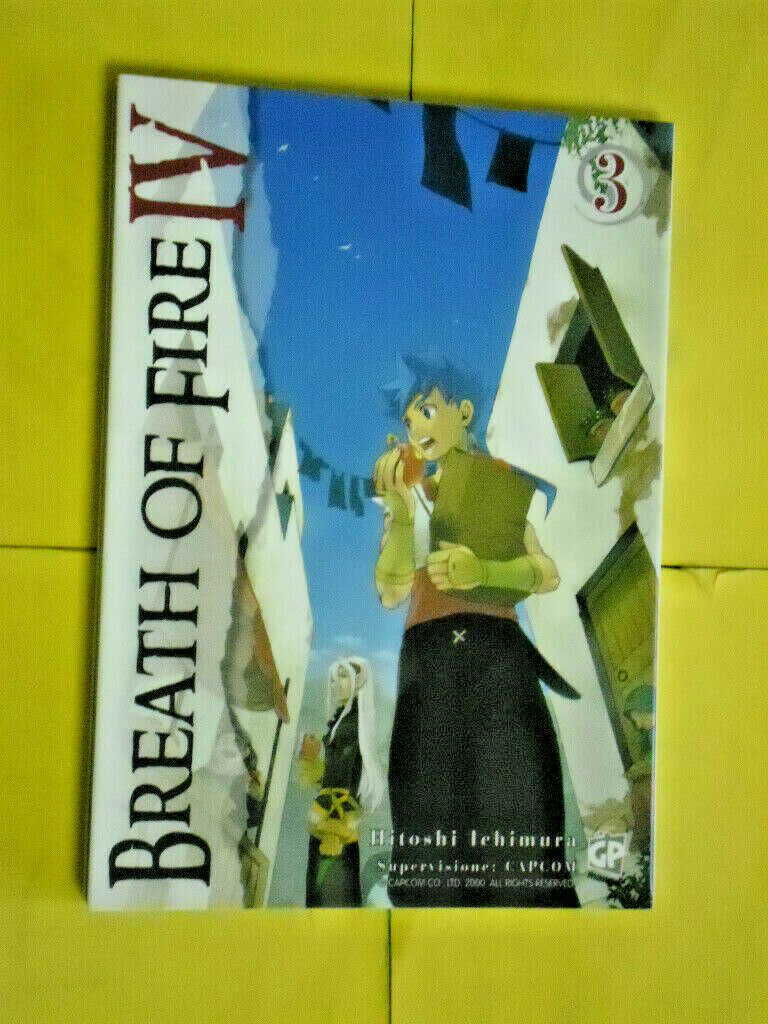 BREATH OF FIRE IV
3
Hitoshi Ichimura
Supervisione: CAPCOM
©CAPCOM CO. LTD. 2000 ALL RIGHTS RESERVED
GP